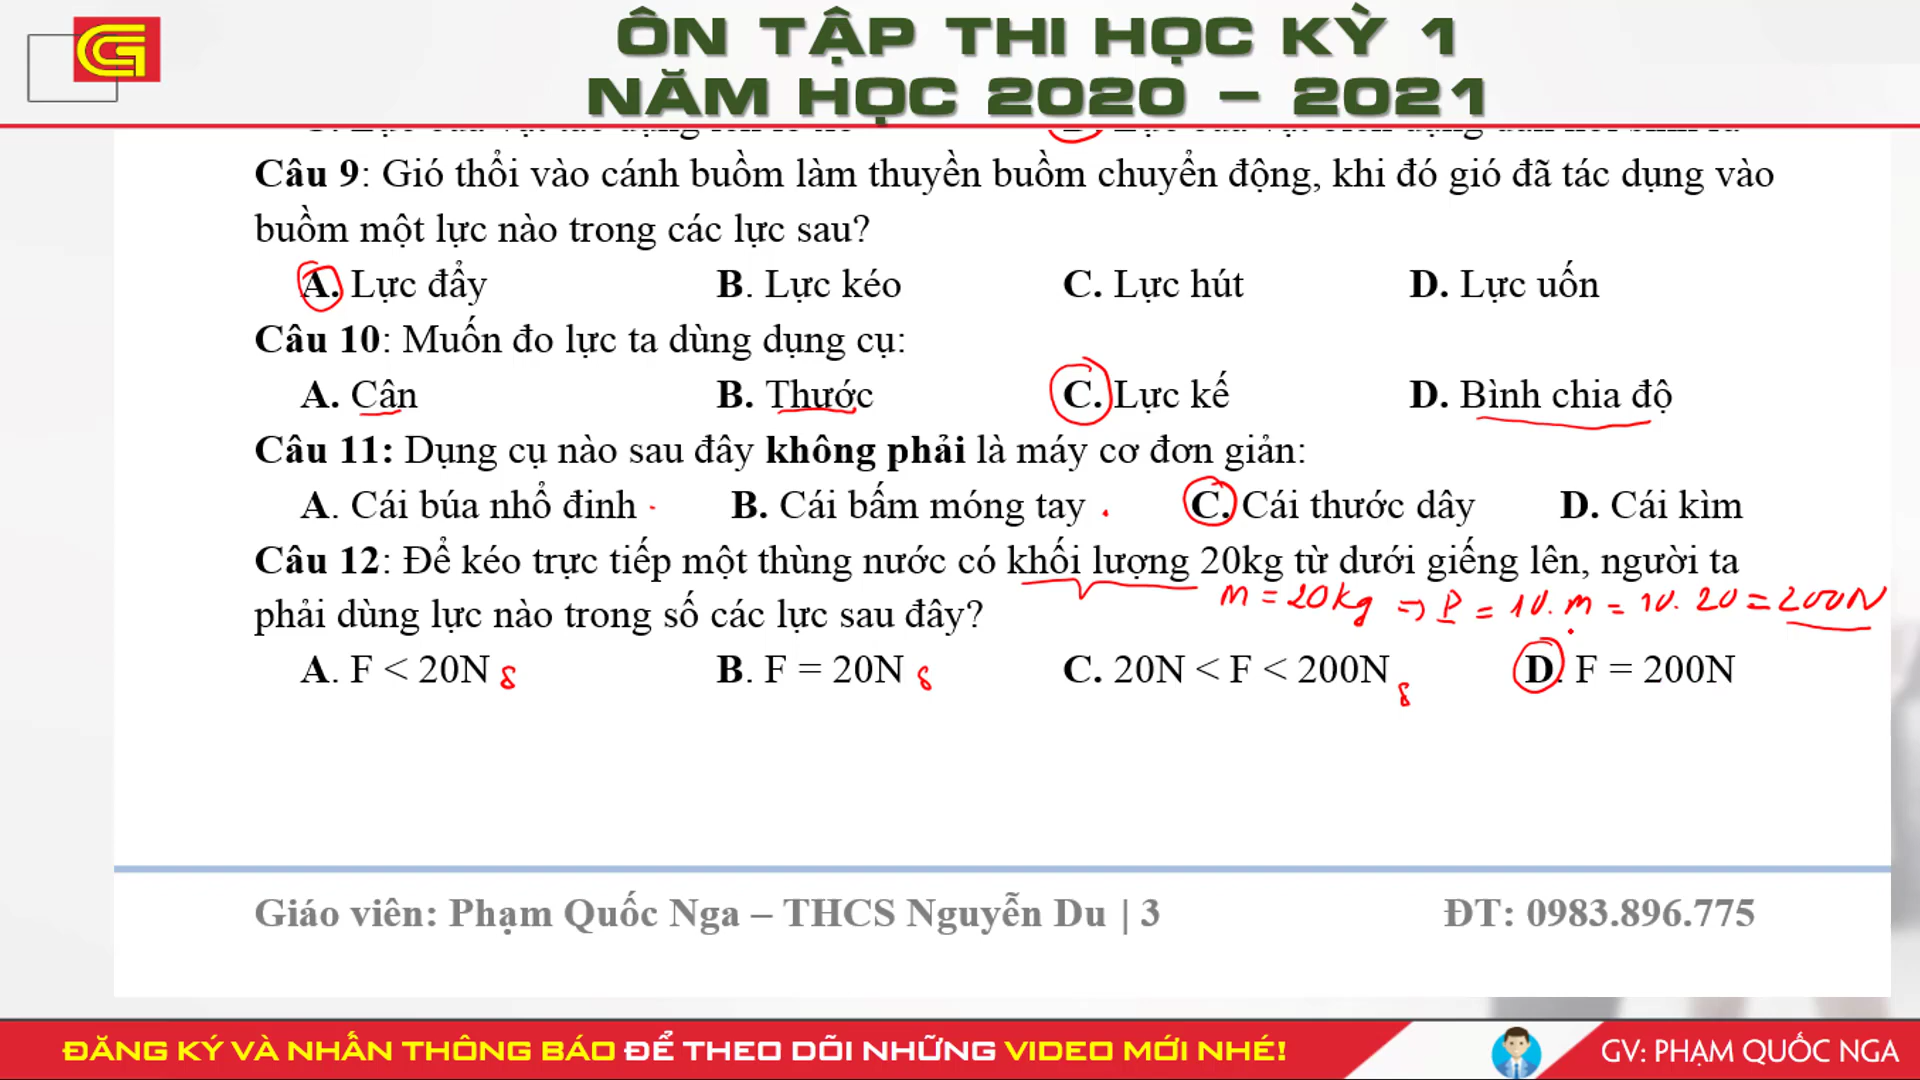 ÔN TẬP THI HỌC KỲ 1
NĂM HỌC 2020 – 2021
Câu 9: Gió thổi vào cánh buồm làm thuyền buồm chuyển động, khi đó gió đã tác dụng vào
buồm một lực nào trong các lực sau?
A. Lực đẩy B. Lực kéo C. Lực hút D. Lực uốn
Câu 10: Muốn đo lực ta dùng dụng cụ:
A. Cân B. Thước C. Lực kế D. Bình chia độ
Câu 11: Dụng cụ nào sau đây không phải là máy cơ đơn giản:
A. Cái búa nhổ đinh B. Cái bấm móng tay C. Cái thước dây D. Cái kìm
Câu 12: Để kéo trực tiếp một thùng nước có khối lượng 20kg từ dưới giếng lên, người ta
m = 20kg => P = 10. m = 10. 20 = 200N
phải dùng lực nào trong số các lực sau đây?
A. F < 20N B. F = 20N C. 20N < F < 200N D. F = 200N
Giáo viên: Phạm Quốc Nga – THCS Nguyễn Du | 3 ĐT: 0983.896.775
ĐĂNG KÝ VÀ NHẤN THÔNG BÁO ĐỂ THEO DÕI NHỮNG VIDEO MỚI NHÉ! GV: PHẠM QUỐC NGA